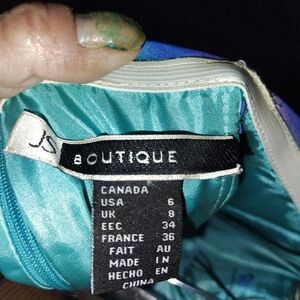 JS BOUTIQUE
CANADA
USA 6
UK 8
EEC 34
FRANCE 36
FAIT AU
MADE IN
HECHO EN
CHINA